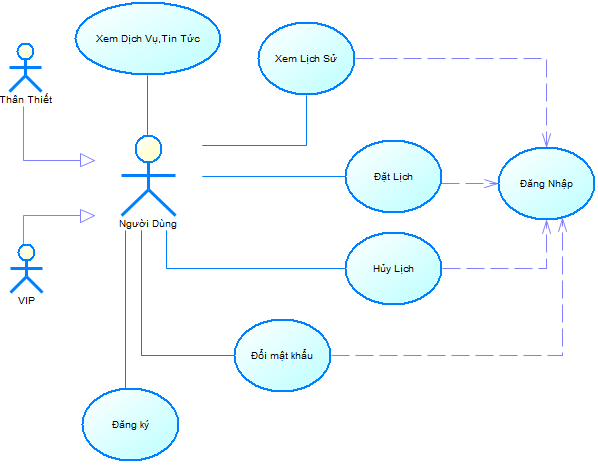 Xem Dịch Vụ,Tin Tức
Xem Lịch Sử
Thân Thiết
Đặt Lịch
Đăng Nhập
Người Dùng
Hủy Lịch
VIP
Đổi mật khẩu
Đăng ký